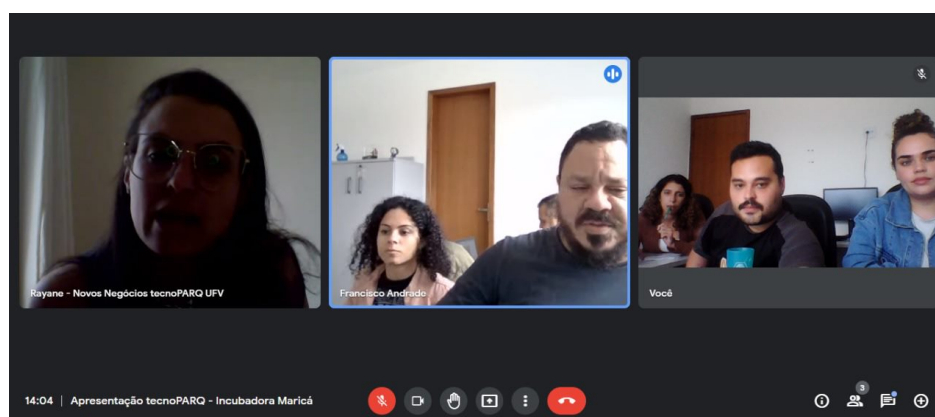 Rayane - Novos Negócios tecnoPARQ UFV
Francisco Andrade
Você
14:04 | Apresentação tecnoPARQ - Incubadora Maricá
3